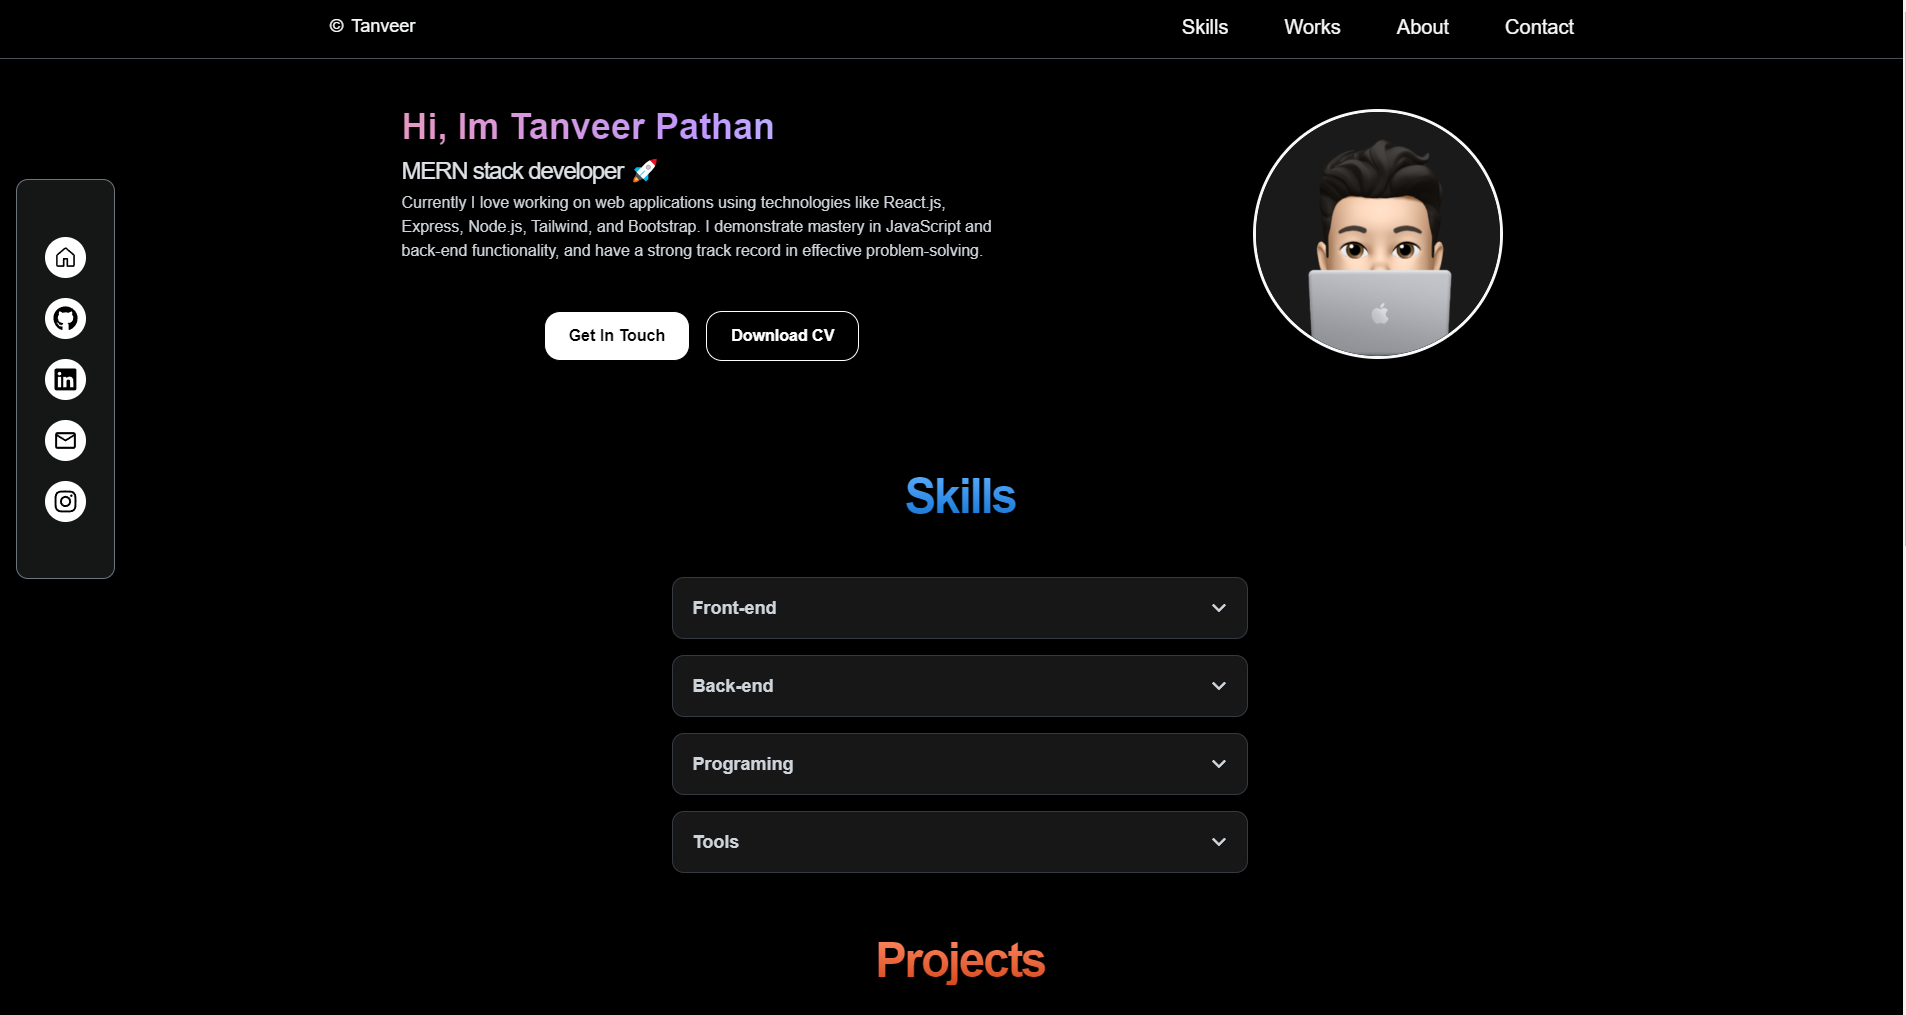 © Tanveer
Skills
Works
About
Contact
Hi, Im Tanveer Pathan
MERN stack developer 🚀
Currently I love working on web applications using technologies like React.js,
Express, Node.js, Tailwind, and Bootstrap. I demonstrate mastery in JavaScript and
back-end functionality, and have a strong track record in effective problem-solving.
Get In Touch
Download CV
Skills
Front-end
Back-end
Programing
Tools
Projects